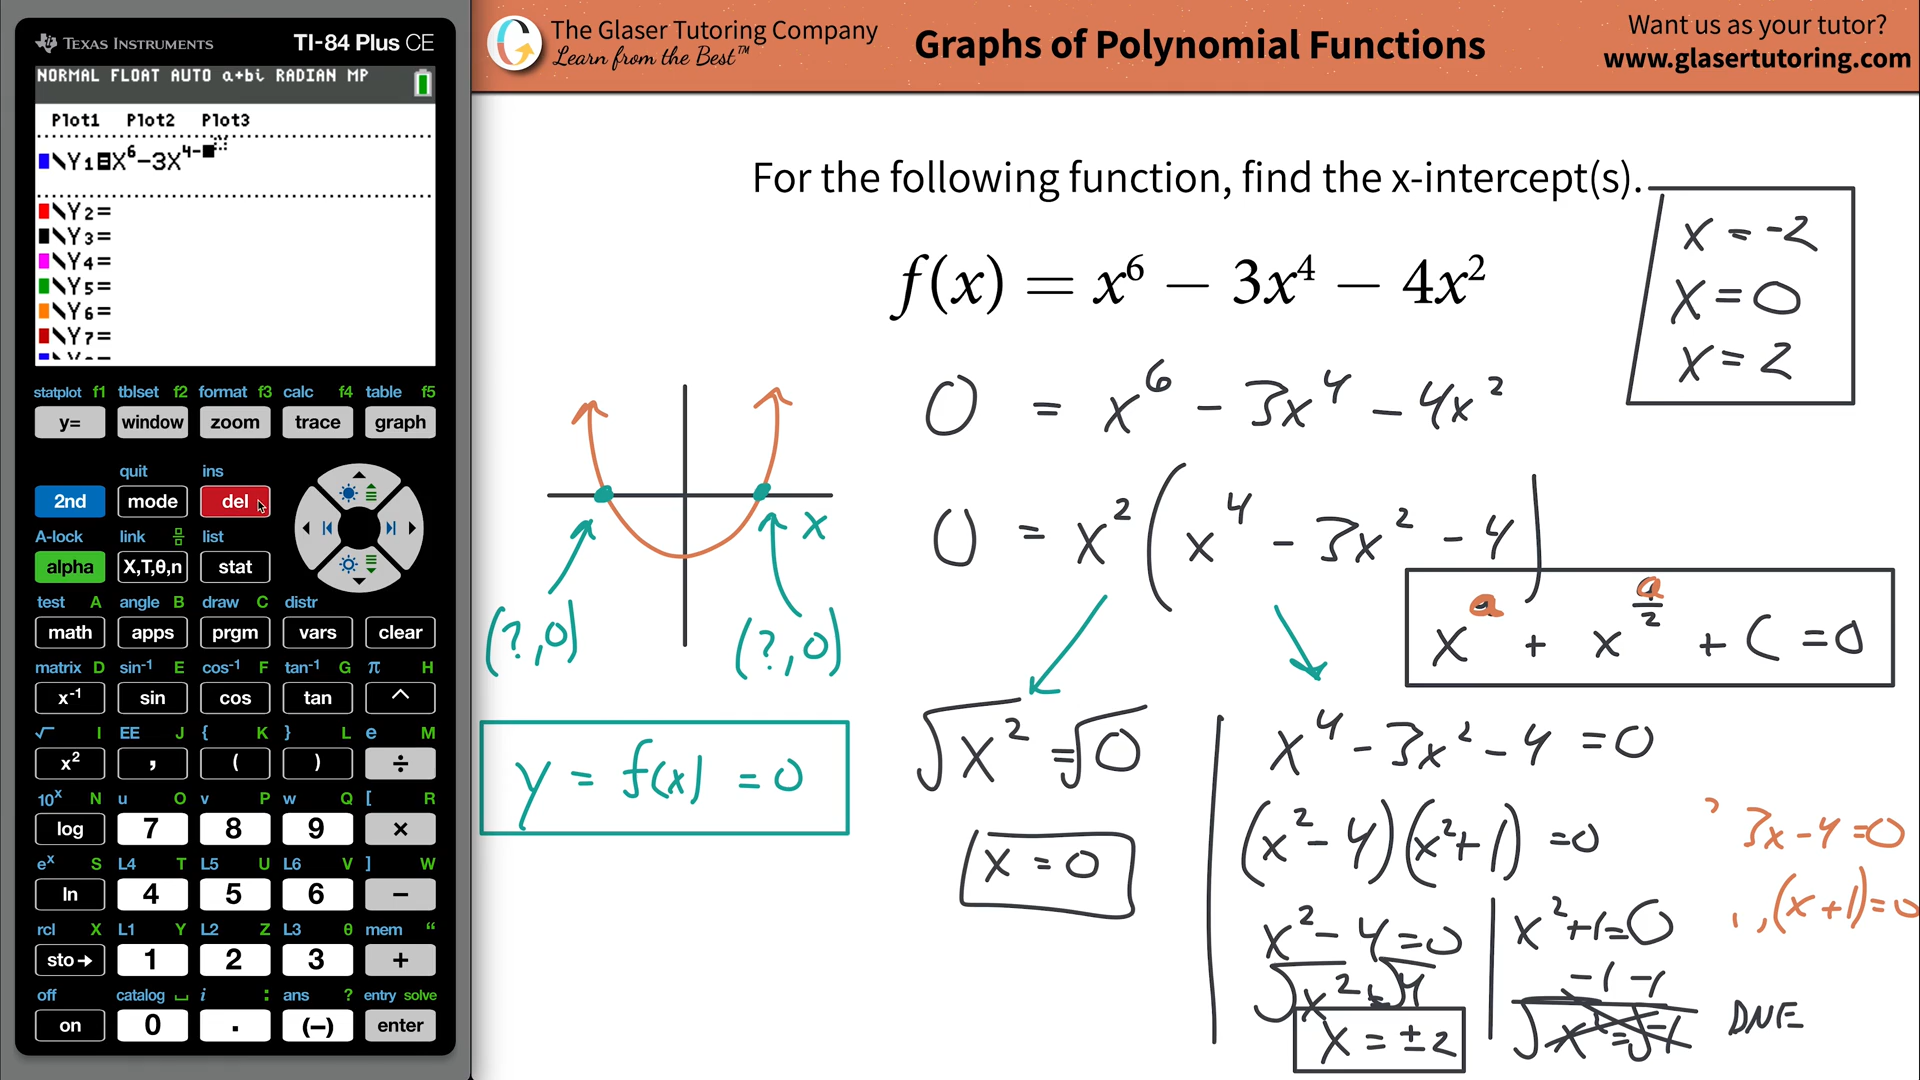 TEXAS INSTRUMENTS TI-84 Plus CE
NORMAL FLOAT AUTO a+bi RADIAN MP
Plot1 Plot2 Plot3
\Y1=X^6-3X^4-
\Y2=
\Y3=
\Y4=
\Y5=
\Y6=
\Y7=
statplot f1 tblset f2 format f3 calc f4 table f5
y= window zoom trace graph
quit ins
2nd mode del
A-lock link list
alpha X,T,θ,n stat
test A angle B draw C distr
math apps prgm vars clear
matrix D sin⁻¹ E cos⁻¹ F tan⁻¹ G π H
x⁻¹ sin cos tan ^
√ I EE J { K } L e M
x² , ( ) ÷
10ˣ N u O v P w Q [ R
log 7 8 9 ×
eˣ S L4 T L5 U L6 V ] W
ln 4 5 6 −
rcl X L1 Y L2 Z L3 θ mem “
sto→ 1 2 3 +
off catalog ⎵ i : ans ? entry solve
on 0 . (−) enter
The Glaser Tutoring Company
Learn from the Best™
Graphs of Polynomial Functions
Want us as your tutor?
www.glasertutoring.com
For the following function, find the x-intercept(s).
f(x) = x⁶ − 3x⁴ − 4x²
x = -2
x = 0
x = 2
0 = x⁶ - 3x⁴ - 4x²
0 = x² (x⁴ - 3x² - 4)
x
(?,0) (?,0)
y = f(x) = 0
x^a + x^(a/2) + C = 0
√x² = √0
x = 0
x⁴ - 3x² - 4 = 0
(x² - 4)(x² + 1) = 0
3x - 4 = 0
(x + 1) = 0
x² - 4 = 0
x² + 1 = 0
-1 -1
√x² = √4
x = ±2
√x² = √-1
DNE